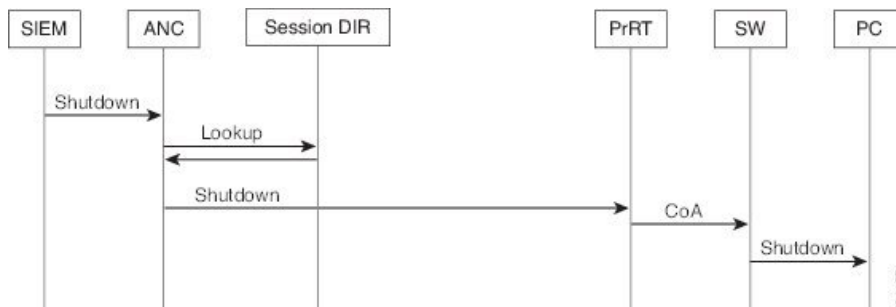 SIEM
ANC
Session DIR
PrRT
SW
PC
Shutdown
Lookup
Shutdown
CoA
Shutdown